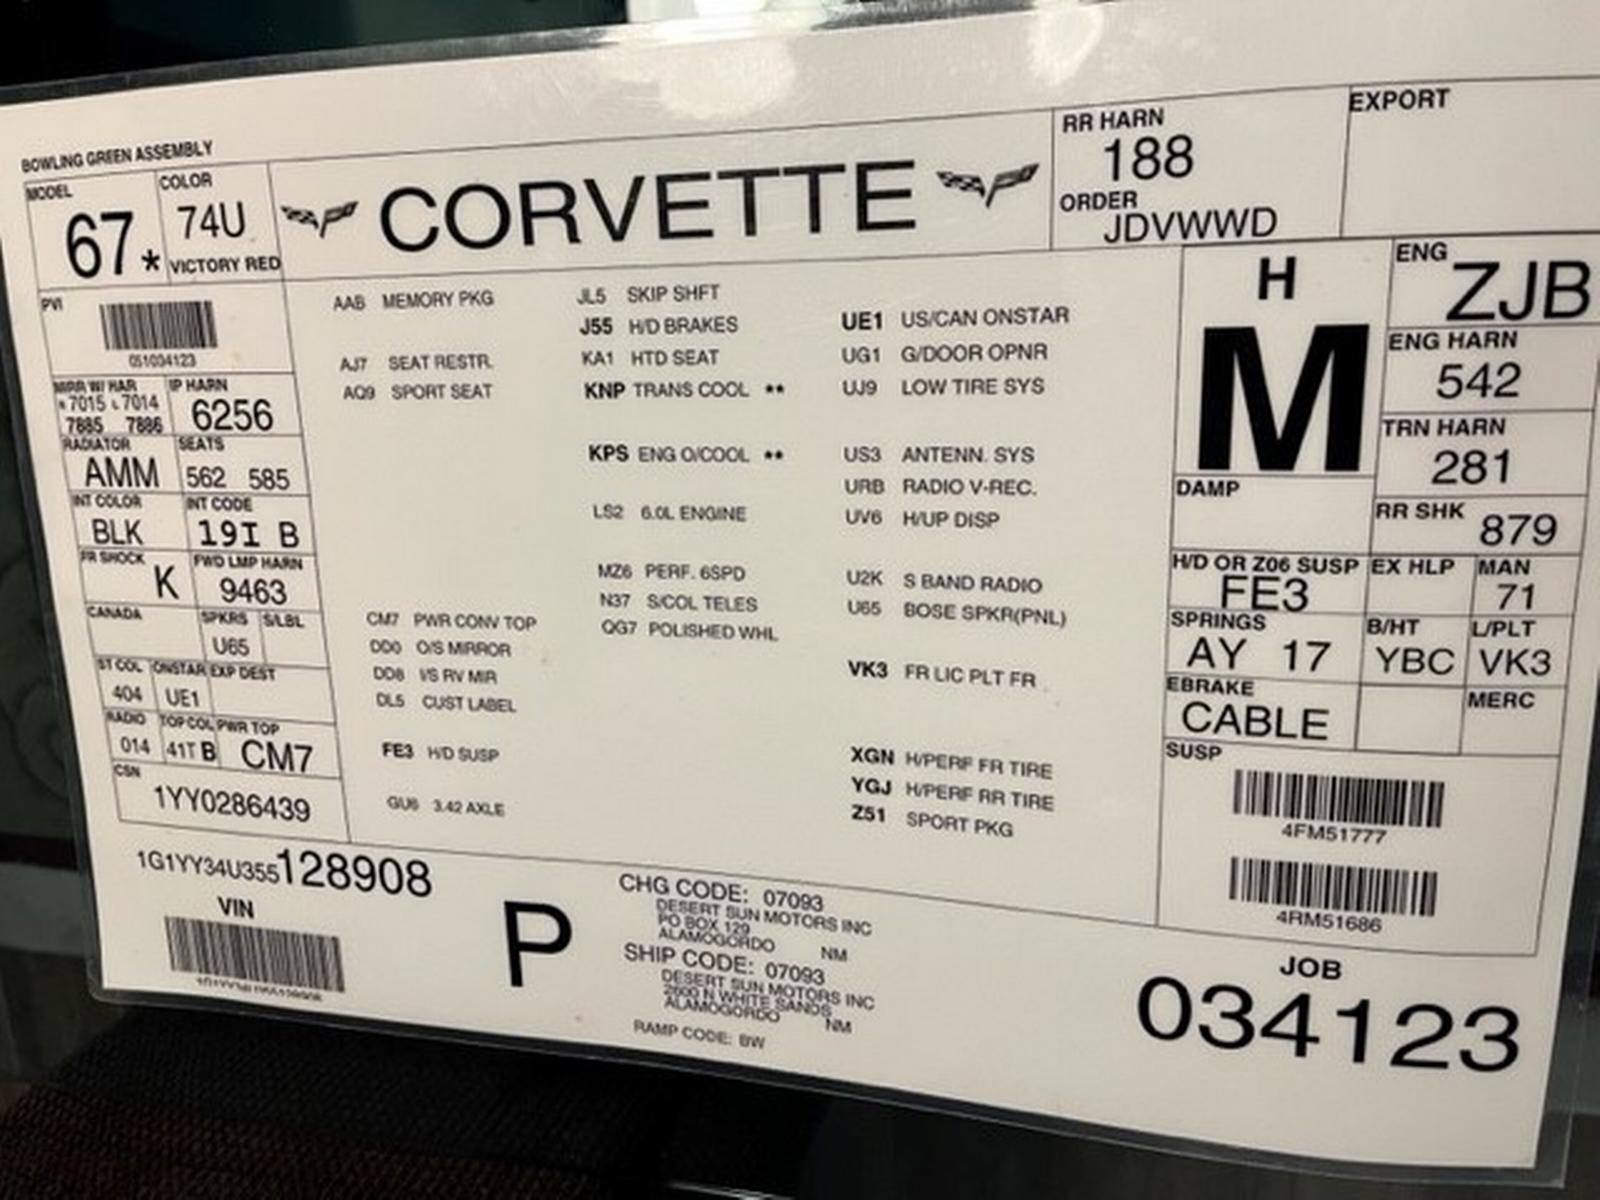 BOWLING GREEN ASSEMBLY
MODEL
67*
COLOR
74U
VICTORY RED
CORVETTE
RR HARN
188
ORDER
JDVWWD
EXPORT
PVI
051034123
MIRR W/ HAR
R 7015 L 7014
7885 7886
IP HARN
6256
RADIATOR
AMM
SEATS
562 585
INT COLOR
BLK
INT CODE
19I B
FR SHOCK
K
FWD LMP HARN
9463
CANADA
SPKRS
U65
S/LBL
ST COL
404
ONSTAR
UE1
EXP DEST
RADIO
014
TOP COL
41T B
PWR TOP
CM7
CSN
1YY0286439
AAB MEMORY PKG
AJ7 SEAT RESTR.
AQ9 SPORT SEAT
CM7 PWR CONV TOP
DD0 O/S MIRROR
DD8 I/S RV MIR
DL5 CUST LABEL
FE3 H/D SUSP
GU6 3.42 AXLE
JL5 SKIP SHFT
J55 H/D BRAKES
KA1 HTD SEAT
KNP TRANS COOL **
KPS ENG O/COOL **
LS2 6.0L ENGINE
MZ6 PERF. 6SPD
N37 S/COL TELES
QG7 POLISHED WHL
UE1 US/CAN ONSTAR
UG1 G/DOOR OPNR
UJ9 LOW TIRE SYS
US3 ANTENN. SYS
URB RADIO V-REC.
UV6 H/UP DISP
U2K S BAND RADIO
U65 BOSE SPKR(PNL)
VK3 FR LIC PLT FR
XGN H/PERF FR TIRE
YGJ H/PERF RR TIRE
Z51 SPORT PKG
H
M
ENG
ZJB
ENG HARN
542
TRN HARN
281
DAMP
RR SHK
879
H/D OR Z06 SUSP
FE3
EX HLP
MAN
71
SPRINGS
AY 17
B/HT
YBC
L/PLT
VK3
EBRAKE
CABLE
MERC
SUSP
4FM51777
4RM51686
1G1YY34U355128908
VIN
P
CHG CODE: 07093
DESERT SUN MOTORS INC
PO BOX 129
ALAMOGORDO NM
SHIP CODE: 07093
DESERT SUN MOTORS INC
2600 N WHITE SANDS
ALAMOGORDO NM
RAMP CODE: BW
JOB
034123